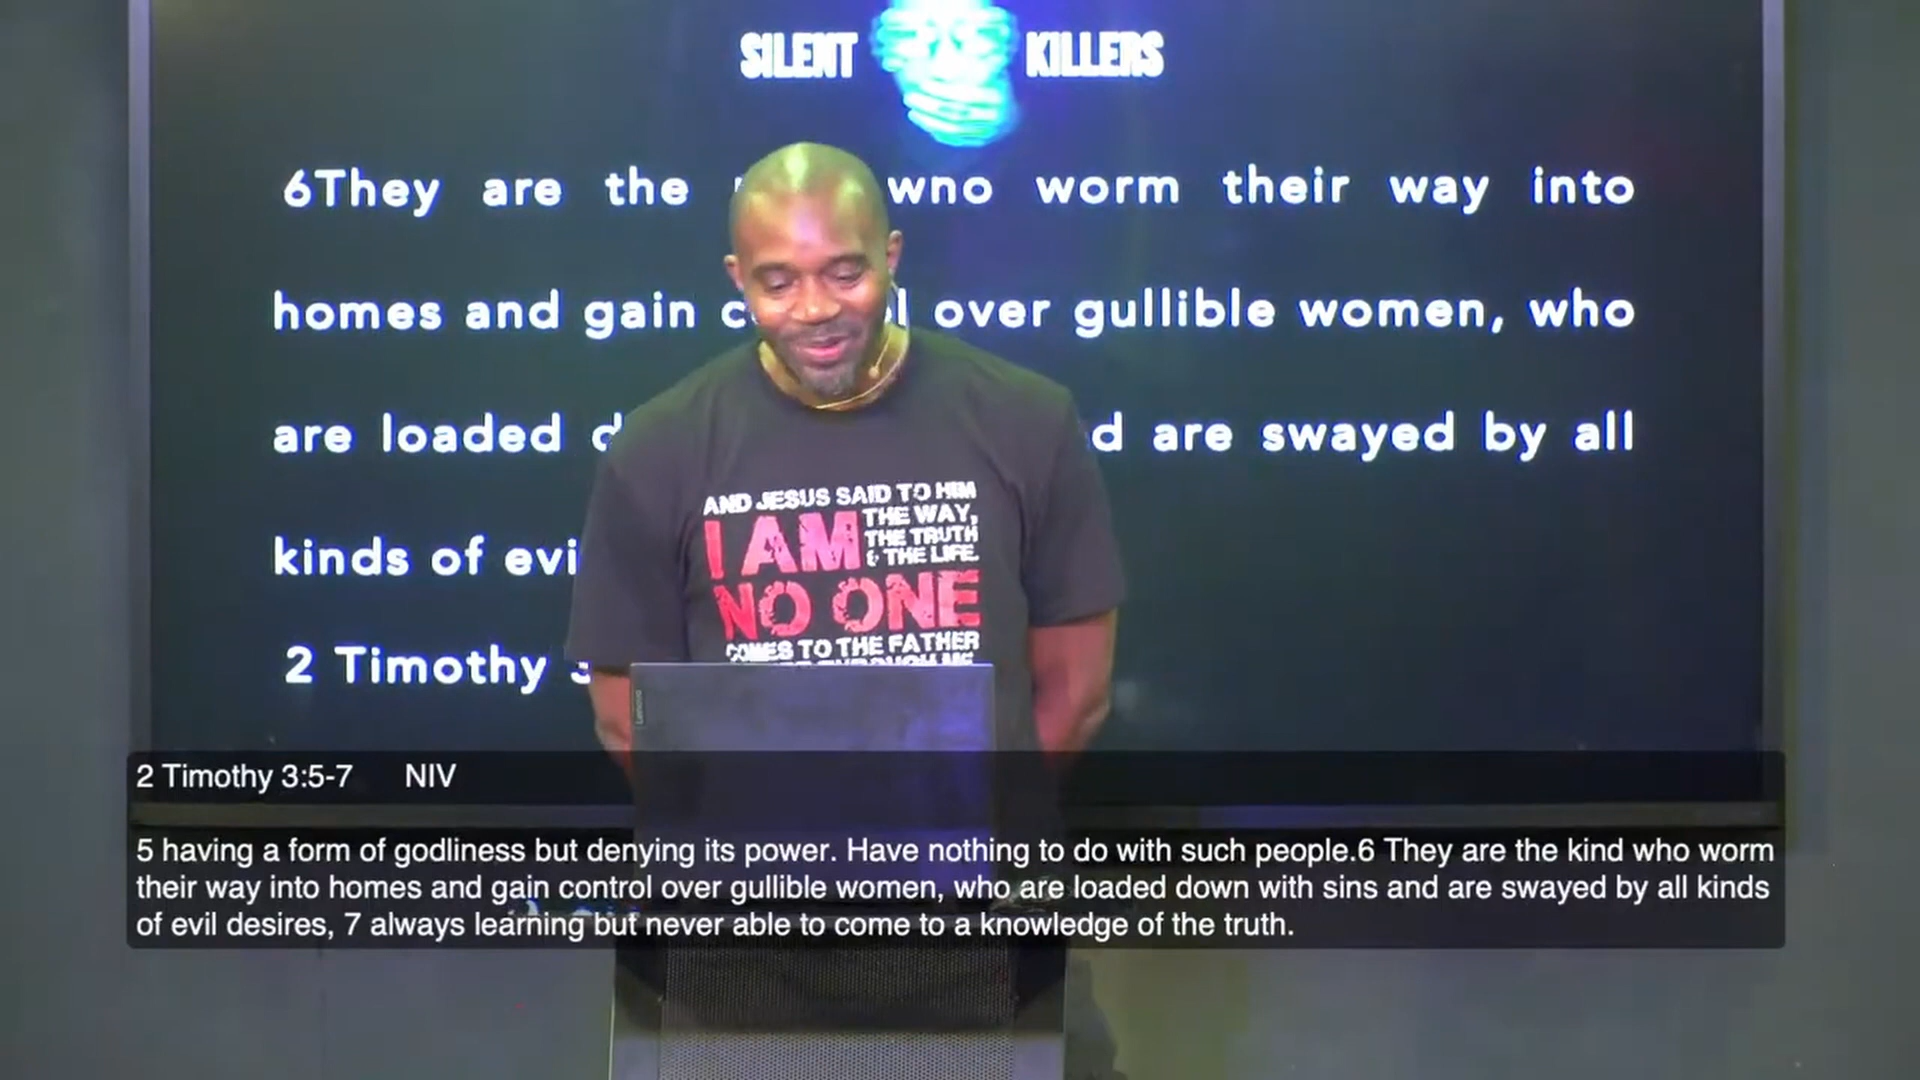 SILENT KILLERS
6They are the wno worm their way into
homes and gain over gullible women, who
are loaded are swayed by all
kinds of evi
2 Timothy
AND JESUS SAID TO HIM
I AM THE WAY,
THE TRUTH
& THE LIFE.
NO ONE
COMES TO THE FATHER
THROUGH ME
Lenovo
2 Timothy 3:5-7 NIV
5 having a form of godliness but denying its power. Have nothing to do with such people.6 They are the kind who worm
their way into homes and gain control over gullible women, who are loaded down with sins and are swayed by all kinds
of evil desires, 7 always learning but never able to come to a knowledge of the truth.